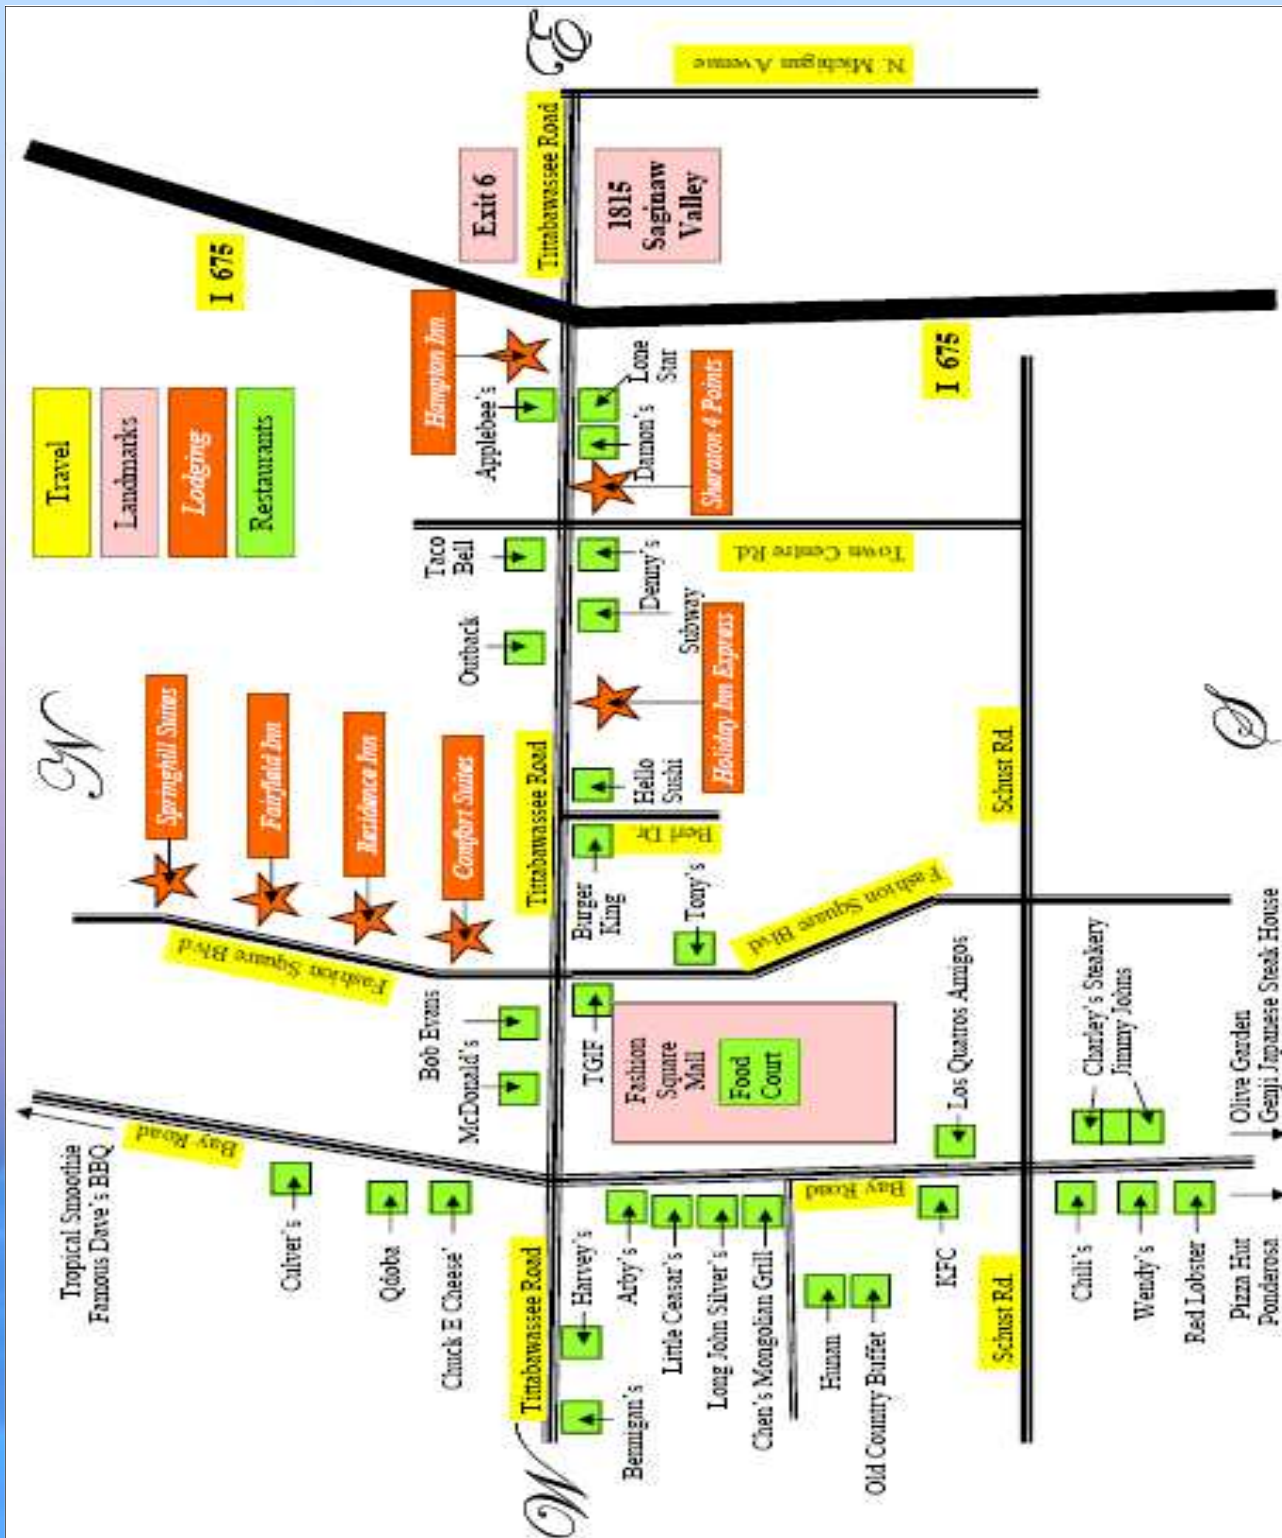 N
E
S
W
Travel
Landmarks
Lodging
Restaurants
Tropical Smoothie
Famous Dave's BBQ
Bay Road
Culver's
Qdoba
Chuck E Cheese'
Fashion Square Blvd
Springhill Suites
Fairfield Inn
Residence Inn
Comfort Suites
I 675
Bob Evans
McDonald's
Outback
Taco
Bell
Applebee's
Hampton Inn
Exit 6
Tittabawassee Road
Tittabawassee Road
Tittabawassee Road
N. Michigan Avenue
Bennigan's
Harvey's
Arby's
Little Ceasar's
Long John Silver's
Chen's Mongolian Grill
TGIF
Fashion
Square
Mall
Food
Court
Burger
King
Tony's
Berl Dr
Hello
Sushi
Holiday Inn Express
Subway
Denny's
Town Centre Rd.
Sharaton 4 Points
Damon's
Lone
Star
1815
Saginaw
Valley
I 675
Hunan
Old Country Buffet
Bay Road
KFC
Los Quatros Amigos
Fashion Square Blvd
Schust Rd.
Schust Rd.
Chili's
Wendy's
Red Lobster
Charley's Steakery
Jimmy Johns
Pizza Hut
Ponderosa
Olive Garden
Genji Japanese Steak House